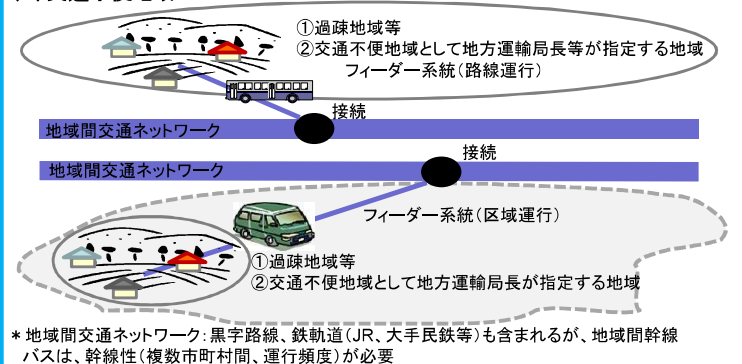 ①過疎地域等
②交通不便地域として地方運輸局長等が指定する地域
フィーダー系統（路線運行）
接続
地域間交通ネットワーク
接続
地域間交通ネットワーク
フィーダー系統（区域運行）
①過疎地域等
②交通不便地域として地方運輸局長が指定する地域
＊地域間交通ネットワーク：黒字路線、鉄軌道（JR、大手民鉄等）も含まれるが、地域間幹線
バスは、幹線性（複数市町村間、運行頻度）が必要